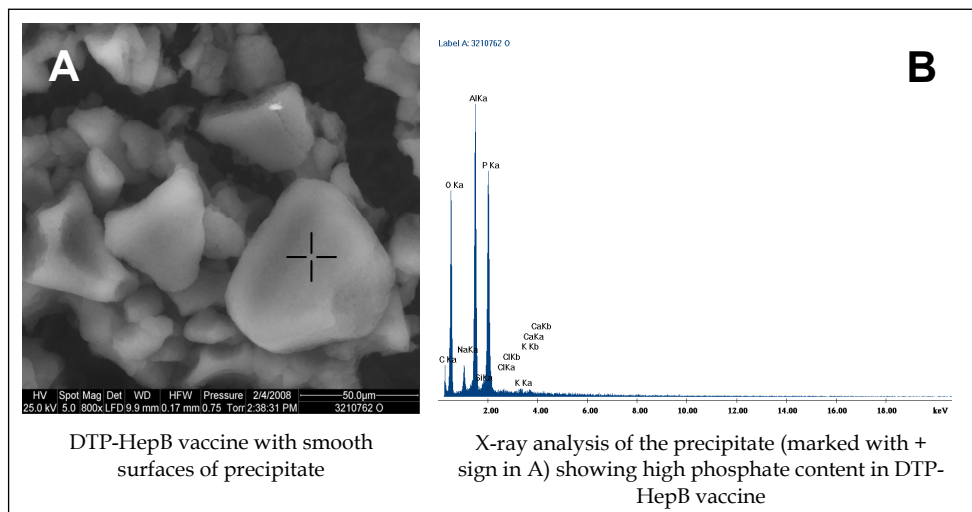 A
HV Spot Mag Det WD HFW Pressure 2/4/2008 50.0µm
25.0 kV 5.0 800x LFD 9.9 mm 0.17 mm 0.75 Torr 2:38:31 PM 3210762 O
DTP-HepB vaccine with smooth
surfaces of precipitate
Label A: 3210762 O
B
AlKa
P Ka
O Ka
CaKb
CaKa
K Kb
NaKa
ClKb
C Ka
ClKa
SiKa
K Ka
2.00 4.00 6.00 8.00 10.00 12.00 14.00 16.00 18.00 keV
X-ray analysis of the precipitate (marked with +
sign in A) showing high phosphate content in DTP-
HepB vaccine